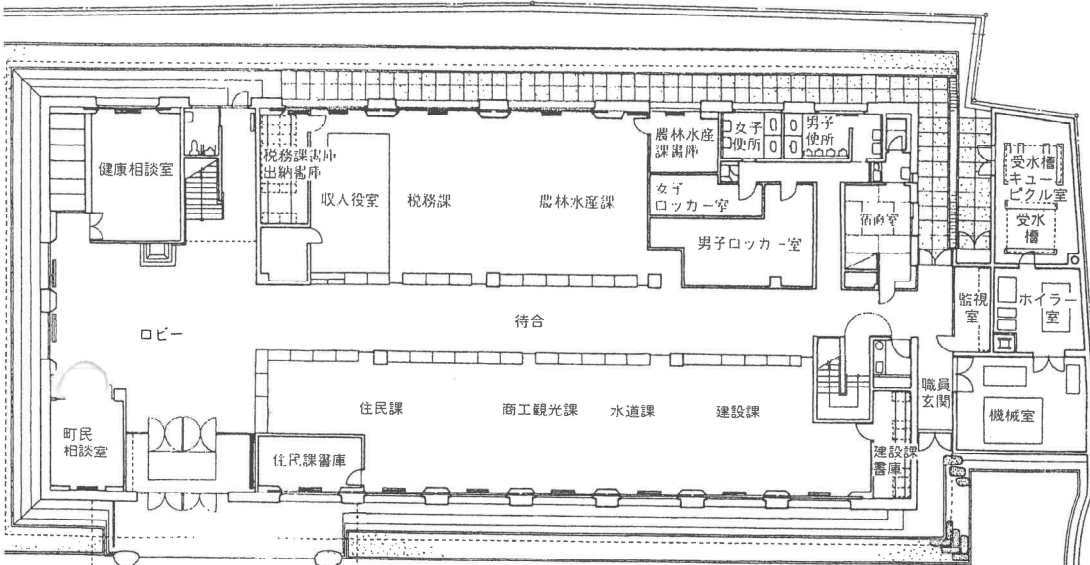 健康相談室
税務課書庫
出納書庫
収入役室
税務課
農林水産課
農林水産
課書庫
女子
便所
男子
便所
女子
ロッカー室
男子ロッカー室
宿直室
受水槽
キュー
ビクル室
受水
槽
監視
室
ボイラー
室
ロビー
待合
町民
相談室
住民課
商工観光課
水道課
建設課
住民課書庫
建設課
書庫
職員
玄関
機械室